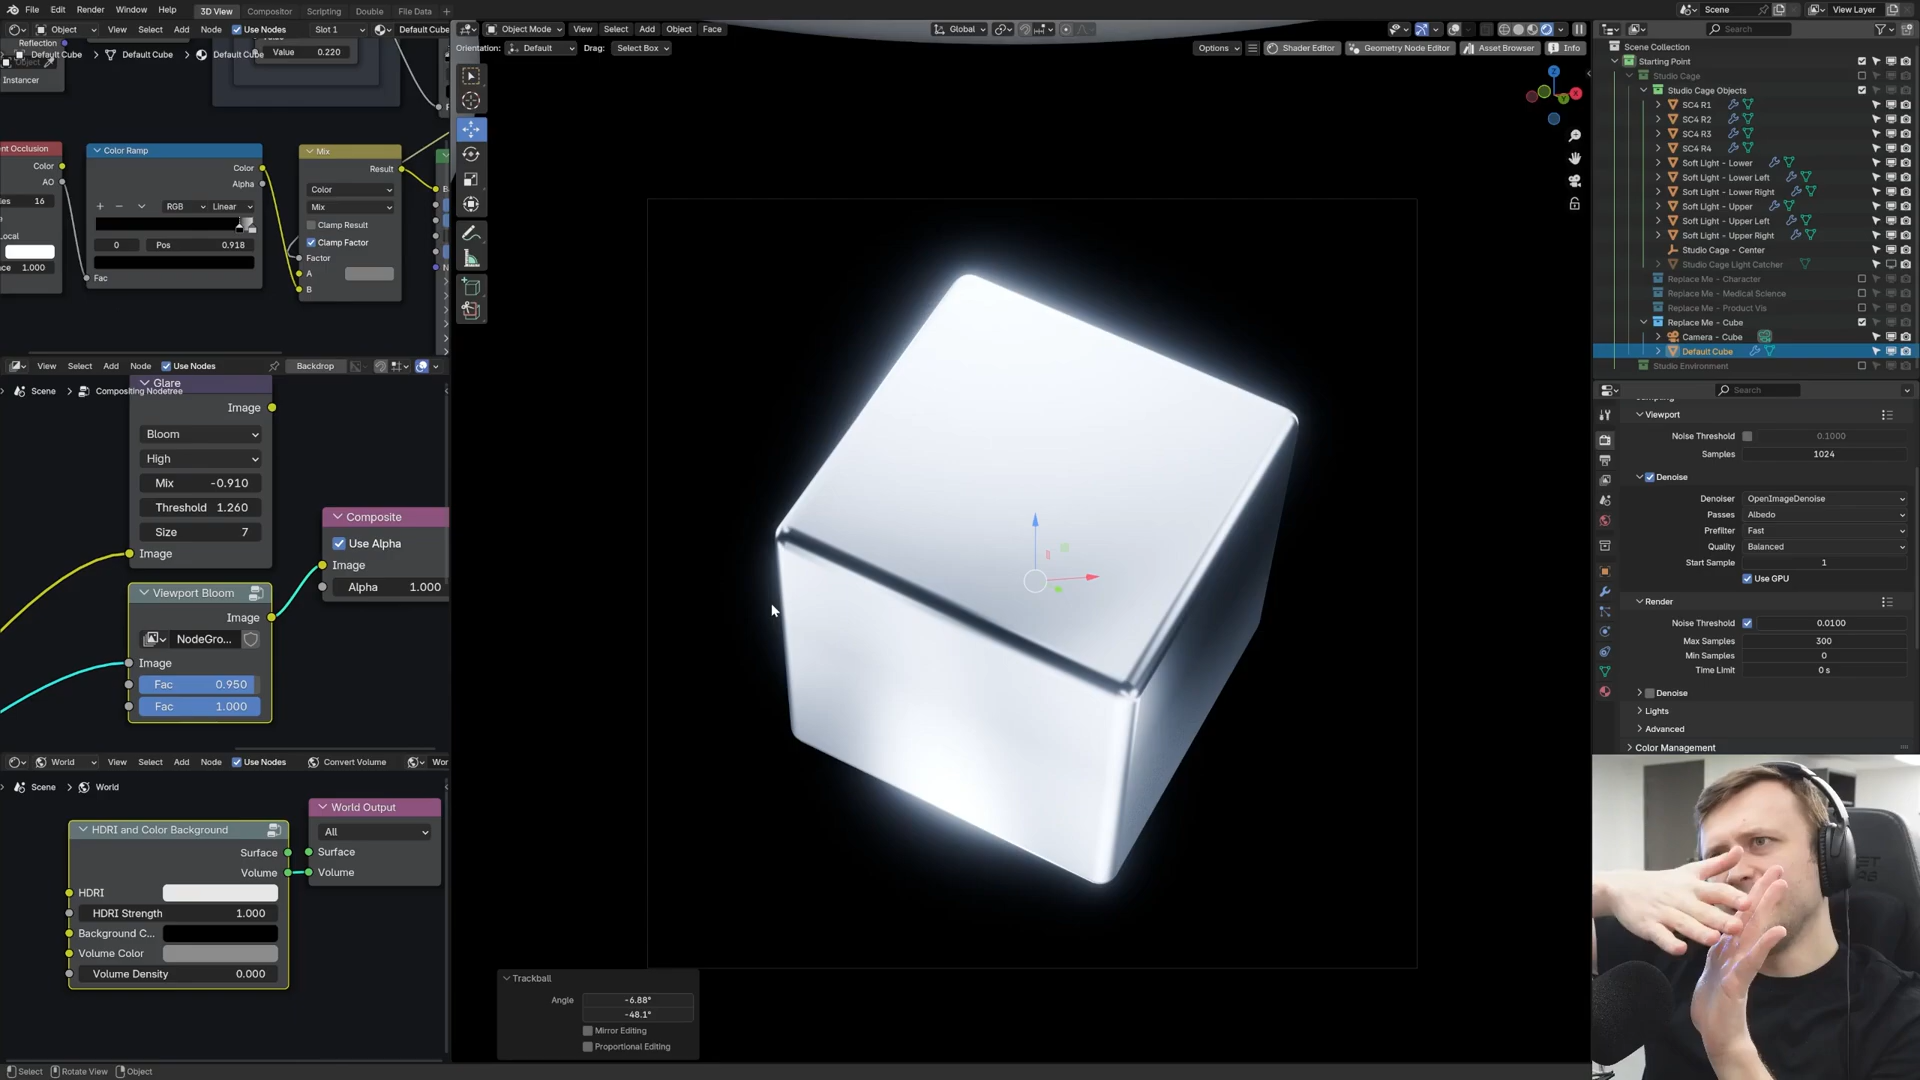 File Edit Render Window Help 3D View Compositor Scripting Double File Data +
Scene View Layer
Object View Select Add Node Use Nodes Slot 1 Default Cube
Default Cube Default Cube Default Cube
Reflection
Instancer
Value 0.220
Object Mode View Select Add Object Face Global
Orientation: Default Drag: Select Box
Options Shader Editor Geometry Node Editor Asset Browser Info
ent Occlusion
Color
AO
les 16
Local
nce 1.000
Color Ramp
Color
Alpha
RGB Linear
0 Pos 0.918
Fac
Mix
Result
Color
Mix
Clamp Result
Clamp Factor
Factor
A
B
View Select Add Node Use Nodes Backdrop
Scene Compositing Nodetree
Glare
Image
Bloom
High
Mix -0.910
Threshold 1.260
Size 7
Image
Viewport Bloom
Image
NodeGro...
Image
Fac 0.950
Fac 1.000
Composite
Use Alpha
Image
Alpha 1.000
World View Select Add Node Use Nodes Convert Volume Wor
Scene World
HDRI and Color Background
Surface
Volume
HDRI
HDRI Strength 1.000
Background C...
Volume Color
Volume Density 0.000
World Output
All
Surface
Volume
Trackball
Angle -6.88°
-48.1°
Mirror Editing
Proportional Editing
Select Rotate View Object
Search
Scene Collection
Starting Point
Studio Cage
Studio Cage Objects
SC4 R1
SC4 R2
SC4 R3
SC4 R4
Soft Light - Lower
Soft Light - Lower Left
Soft Light - Lower Right
Soft Light - Upper
Soft Light - Upper Left
Soft Light - Upper Right
Studio Cage - Center
Studio Cage Light Catcher
Replace Me - Character
Replace Me - Medical Science
Replace Me - Product Vis
Replace Me - Cube
Camera - Cube
Default Cube
Studio Environment
Search
Viewport
Noise Threshold 0.1000
Samples 1024
Denoise
Denoiser OpenImageDenoise
Passes Albedo
Prefilter Fast
Quality Balanced
Start Sample 1
Use GPU
Render
Noise Threshold 0.0100
Max Samples 300
Min Samples 0
Time Limit 0 s
Denoise
Lights
Advanced
Color Management